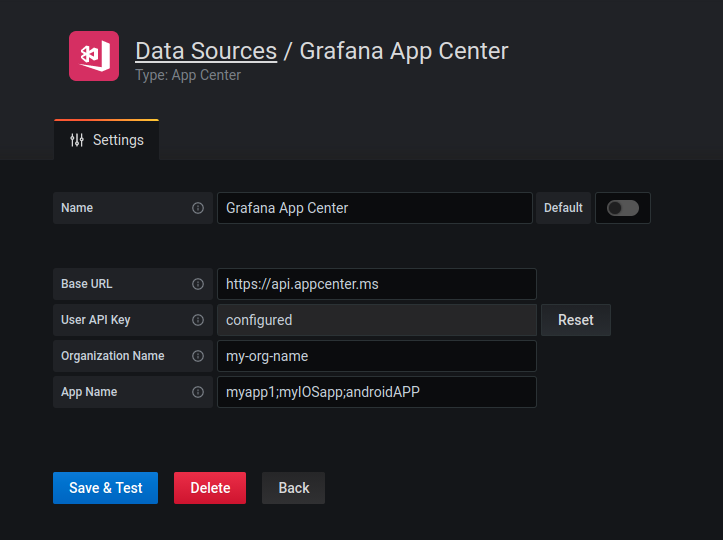 Data Sources / Grafana App Center
Type: App Center
Settings
Name
Grafana App Center
Default
Base URL
https://api.appcenter.ms
User API Key
configured
Reset
Organization Name
my-org-name
App Name
myapp1;myIOSapp;androidAPP
Save & Test
Delete
Back